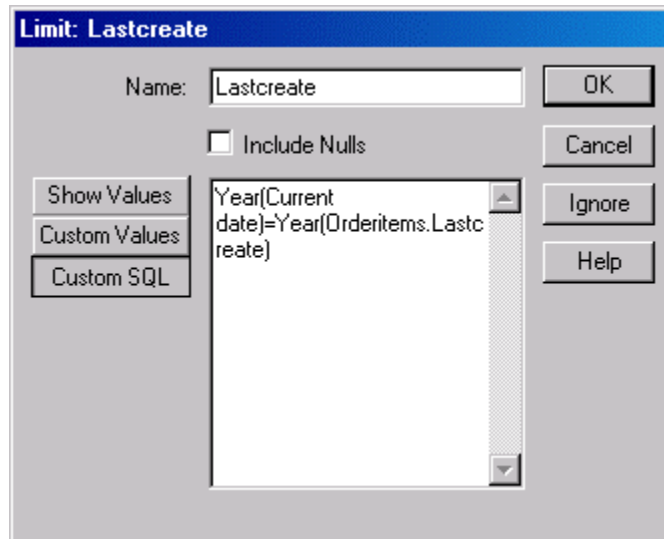 Limit: Lastcreate
Name: Lastcreate OK
Include Nulls Cancel
Show Values
Custom Values
Custom SQL
Year(Current
date)=Year(Orderitems.Lastc
reate)
Ignore
Help